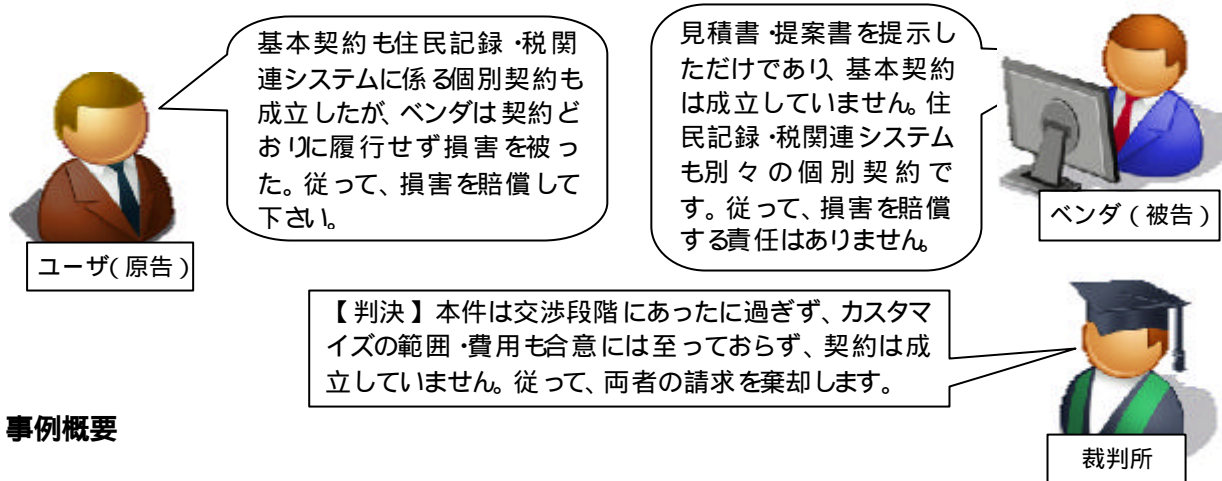 基本契約も住民記録・税関
連システムに係る個別契約も
成立したが、ベンダは契約ど
おりに履行せず損害を被っ
た。従って、損害を賠償して
下さい。
ユーザ(原告)
見積書・提案書を提示し
ただけであり、基本契約
は成立していません。住
民記録・税関連システム
も別々の個別契約で
す。従って、損害を賠償
する責任はありません。
ベンダ(被告)
【判決】本件は交渉段階にあったに過ぎず、カスタマ
イズの範囲・費用も合意には至っておらず、契約は成
立していません。従って、両者の請求を棄却します。
裁判所
事例概要